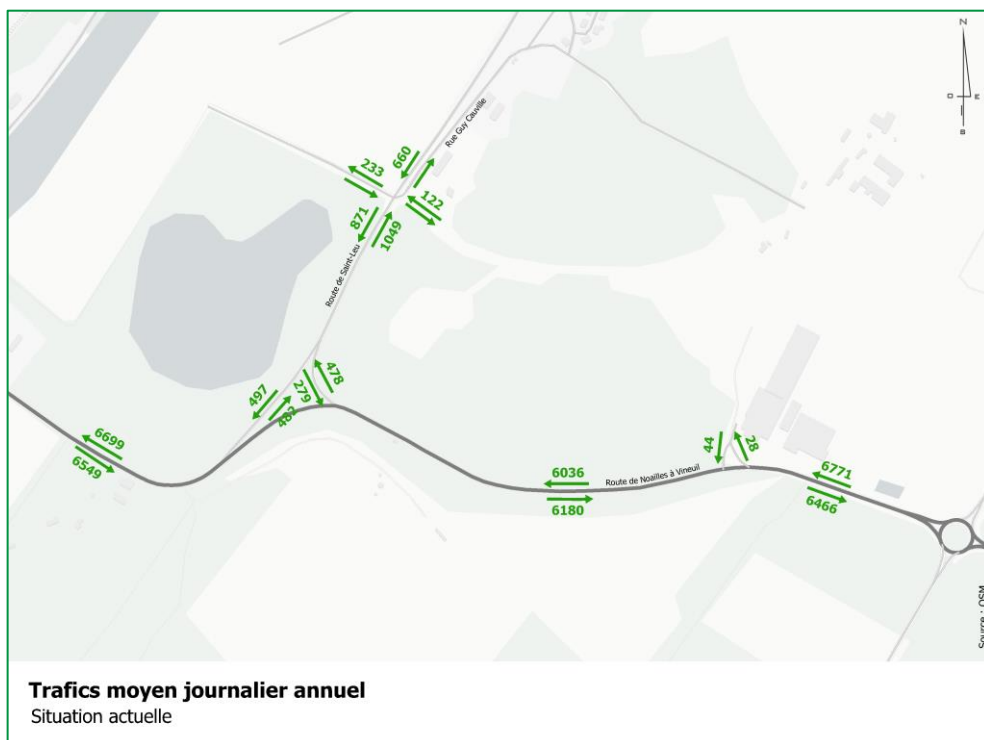 N
O
E
B
Rue Guy Cauville
660
233
122
871
1049
Route de Saint-Leu
478
279
497
482
44
28
6699
6549
6036
Route de Noailles à Vineuil
6180
6771
6466
Source : OSM
Trafics moyen journalier annuel
Situation actuelle